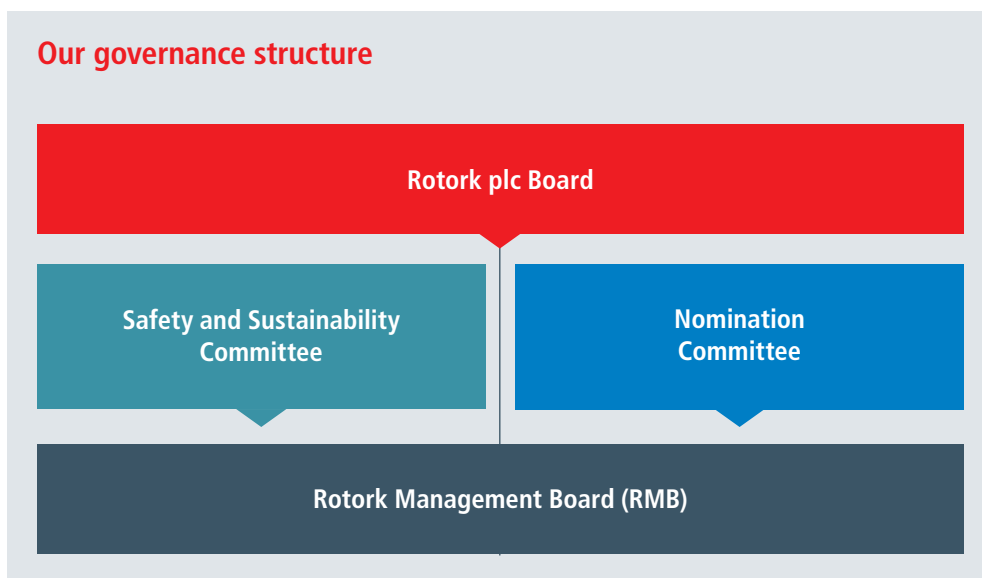 Our governance structure
Rotork plc Board
Safety and Sustainability
Committee
Nomination
Committee
Rotork Management Board (RMB)